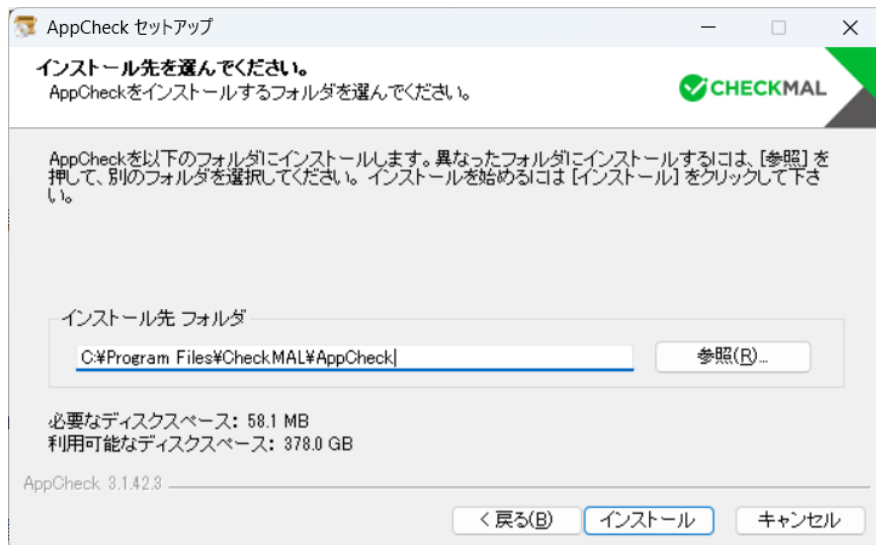 AppCheck セットアップ
インストール先を選んでください。
AppCheckをインストールするフォルダを選んでください。
CHECKMAL
AppCheckを以下のフォルダにインストールします。異なったフォルダにインストールするには、[参照] を
押して、別のフォルダを選択してください。インストールを始めるには [インストール] をクリックして下さ
い。
インストール先 フォルダ
C:¥Program Files¥CheckMAL¥AppCheck
参照(R)...
必要なディスクスペース: 58.1 MB
利用可能なディスクスペース: 378.0 GB
AppCheck 3.1.42.3
< 戻る(B)
インストール
キャンセル